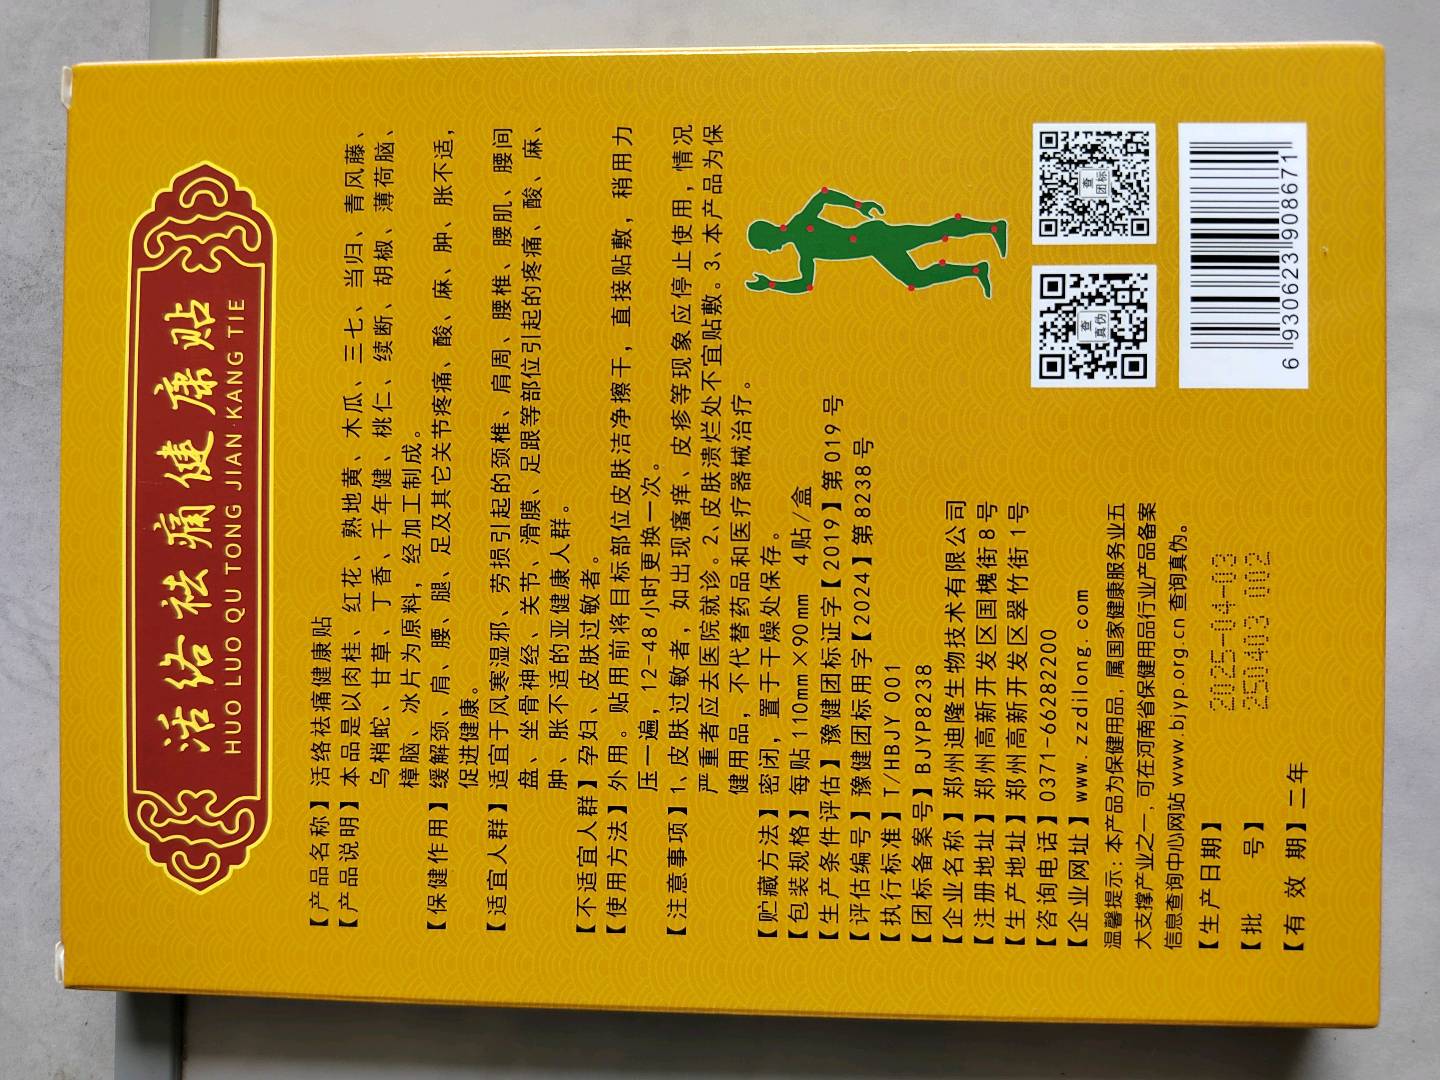 活络祛痛健康贴
HUO LUO QU TONG JIAN·KANG TIE
【产品名称】活络祛痛健康贴
【产品说明】本品是以肉桂、红花、熟地黄、木瓜、三七、当归、青风藤、
乌梢蛇、甘草、丁香、千年健、桃仁、续断、胡椒、薄荷脑、
樟脑、冰片为原料，经加工制成。
【保健作用】缓解颈、肩、腰、腿、足及其它关节疼痛、酸、麻、肿、胀不适，
促进健康。
【适宜人群】适宜于风寒湿邪、劳损引起的颈椎、肩周、腰椎、腰肌、腰间
盘、坐骨神经、关节、滑膜、足跟等部位引起的疼痛、酸、麻、
肿、胀不适的亚健康人群。
【不适宜人群】孕妇、皮肤过敏者。
【使用方法】外用。贴用前将目标部位皮肤洁净擦干，直接贴敷，稍用力
压一遍，12-48小时更换一次。
【注意事项】1、皮肤过敏者，如出现瘙痒、皮疹等现象应停止使用，情况
严重者应去医院就诊。2、皮肤溃烂处不宜贴敷。3、本产品为保
健用品，不代替药品和医疗器械治疗。
【贮藏方法】密闭，置于干燥处保存。
【包装规格】每贴110mm×90mm 4贴/盒
【生产条件评估】豫健团标证字【2019】第019号
【评估编号】豫健团标用字【2024】第8238号
【执行标准】T/HBJY 001
【团标备案号】BJYP8238
【企业名称】郑州迪隆生物技术有限公司
【注册地址】郑州高新开发区国槐街8号
【生产地址】郑州高新开发区翠竹街1号
【咨询电话】0371-66282200
【企业网址】www.zzdilong.com
温馨提示：本产品为保健用品，属国家健康服务业五
大支撑产业之一，可在河南省保健用品行业产品备案
信息查询中心网站www.bjyp.org.cn查询真伪。
【生产日期】2025-04-03
【批 号】250403 002
【有 效 期】二年
查
真伪
查
团标
6 930623 908671